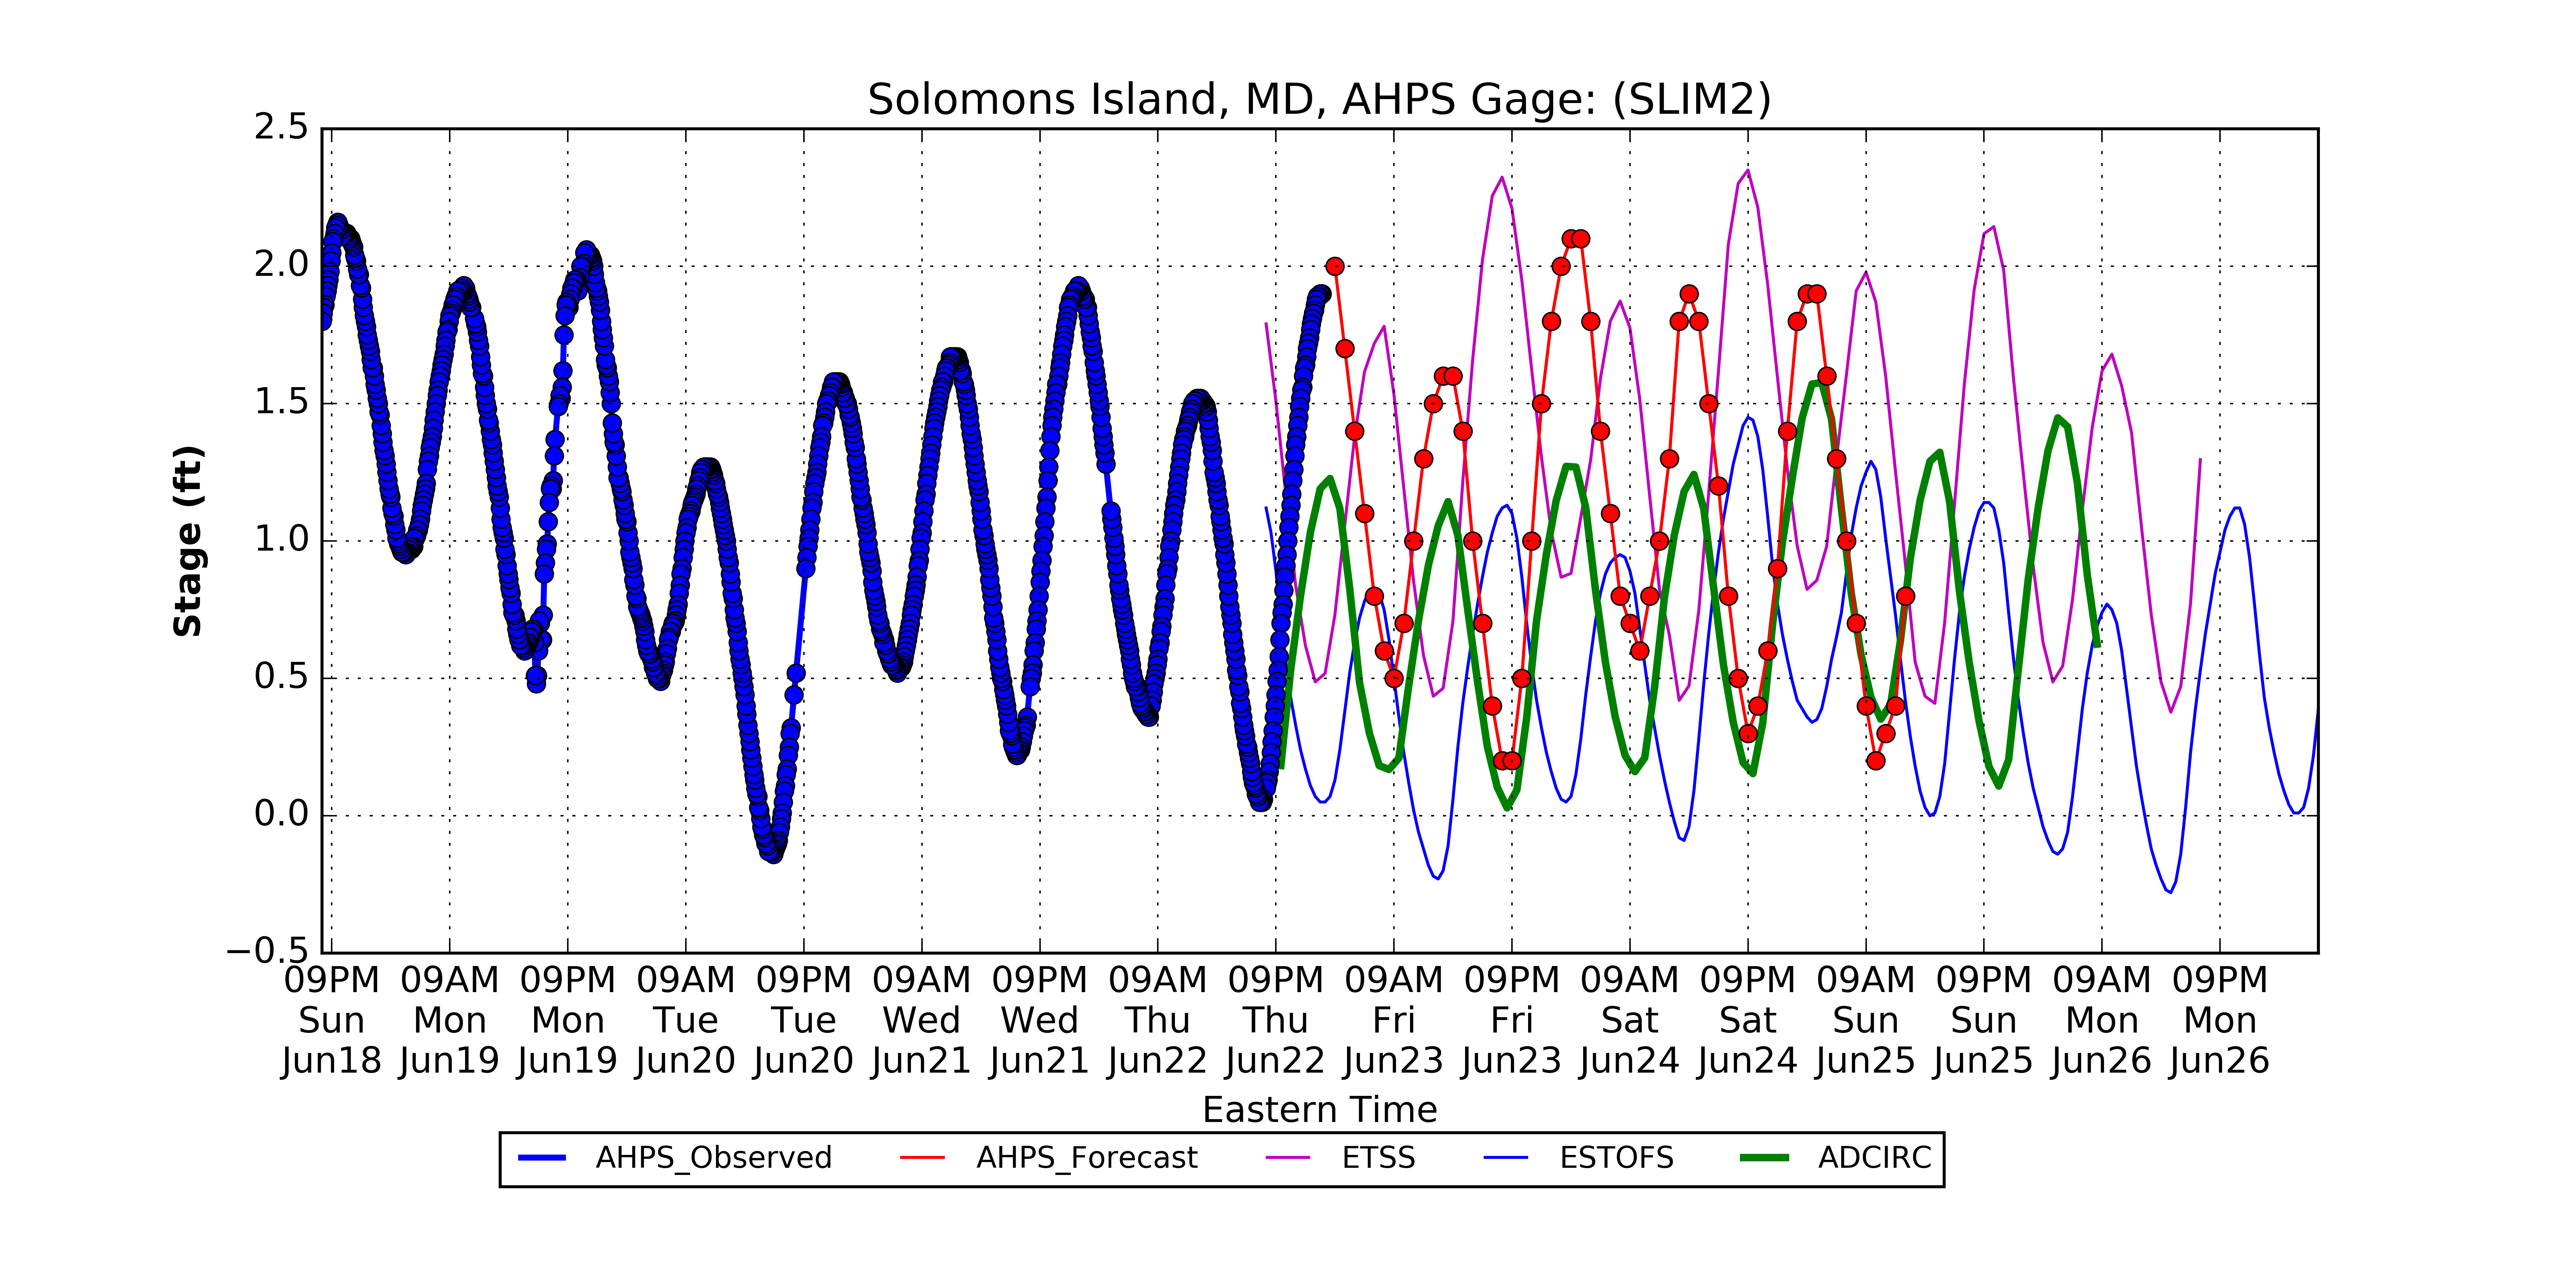 Solomons Island, MD, AHPS Gage: (SLIM2)
2.5
2.0
1.5
1.0
0.5
0.0
−0.5
Stage (ft)
09PM 09AM 09PM 09AM 09PM 09AM 09PM 09AM 09PM 09AM 09PM 09AM 09PM 09AM 09PM 09AM 09PM
Sun Mon Mon Tue Tue Wed Wed Thu Thu Fri Fri Sat Sat Sun Sun Mon Mon
Jun18 Jun19 Jun19 Jun20 Jun20 Jun21 Jun21 Jun22 Jun22 Jun23 Jun23 Jun24 Jun24 Jun25 Jun25 Jun26 Jun26
Eastern Time
AHPS_Observed AHPS_Forecast ETSS ESTOFS ADCIRC